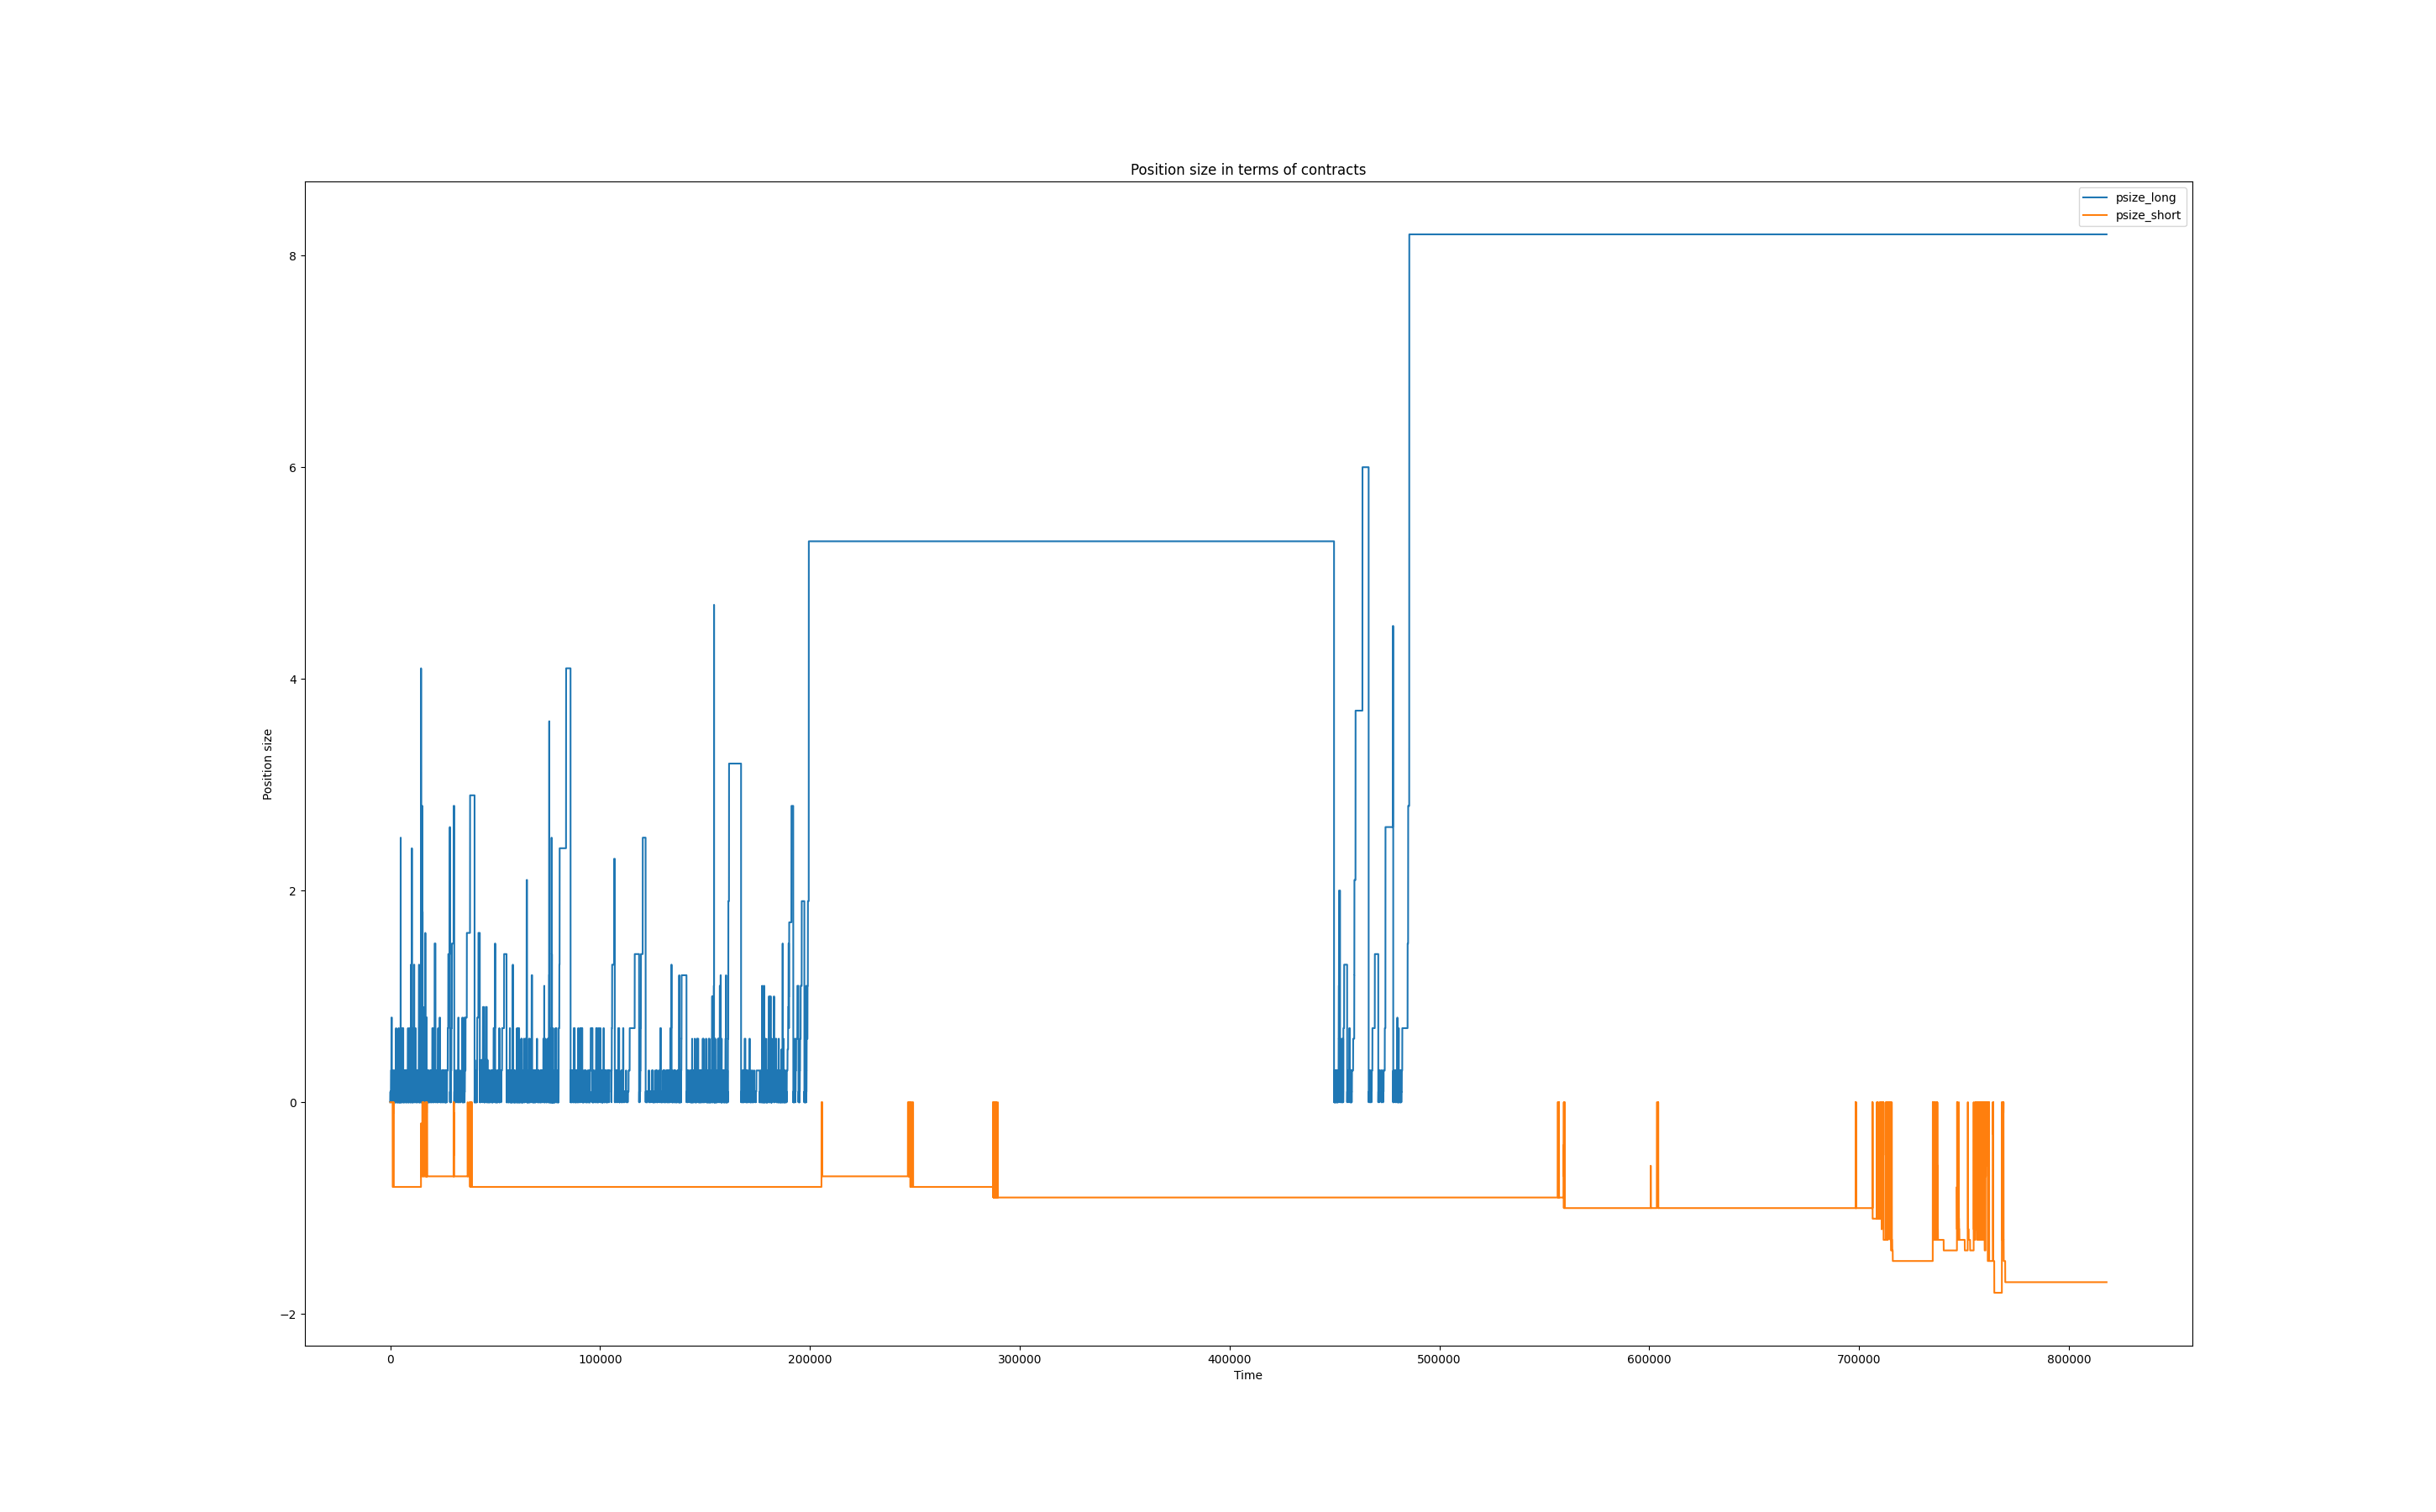 Position size in terms of contracts
psize_long
psize_short
8
6
4
2
0
−2
Position size
0 100000 200000 300000 400000 500000 600000 700000 800000
Time